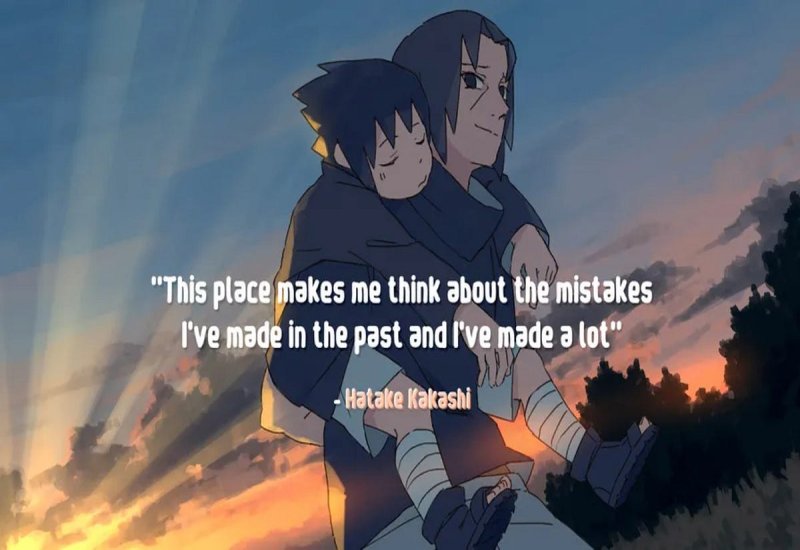 "This place makes me think about the mistakes
I've made in the past and I've made a lot"
- Hatake Kakashi